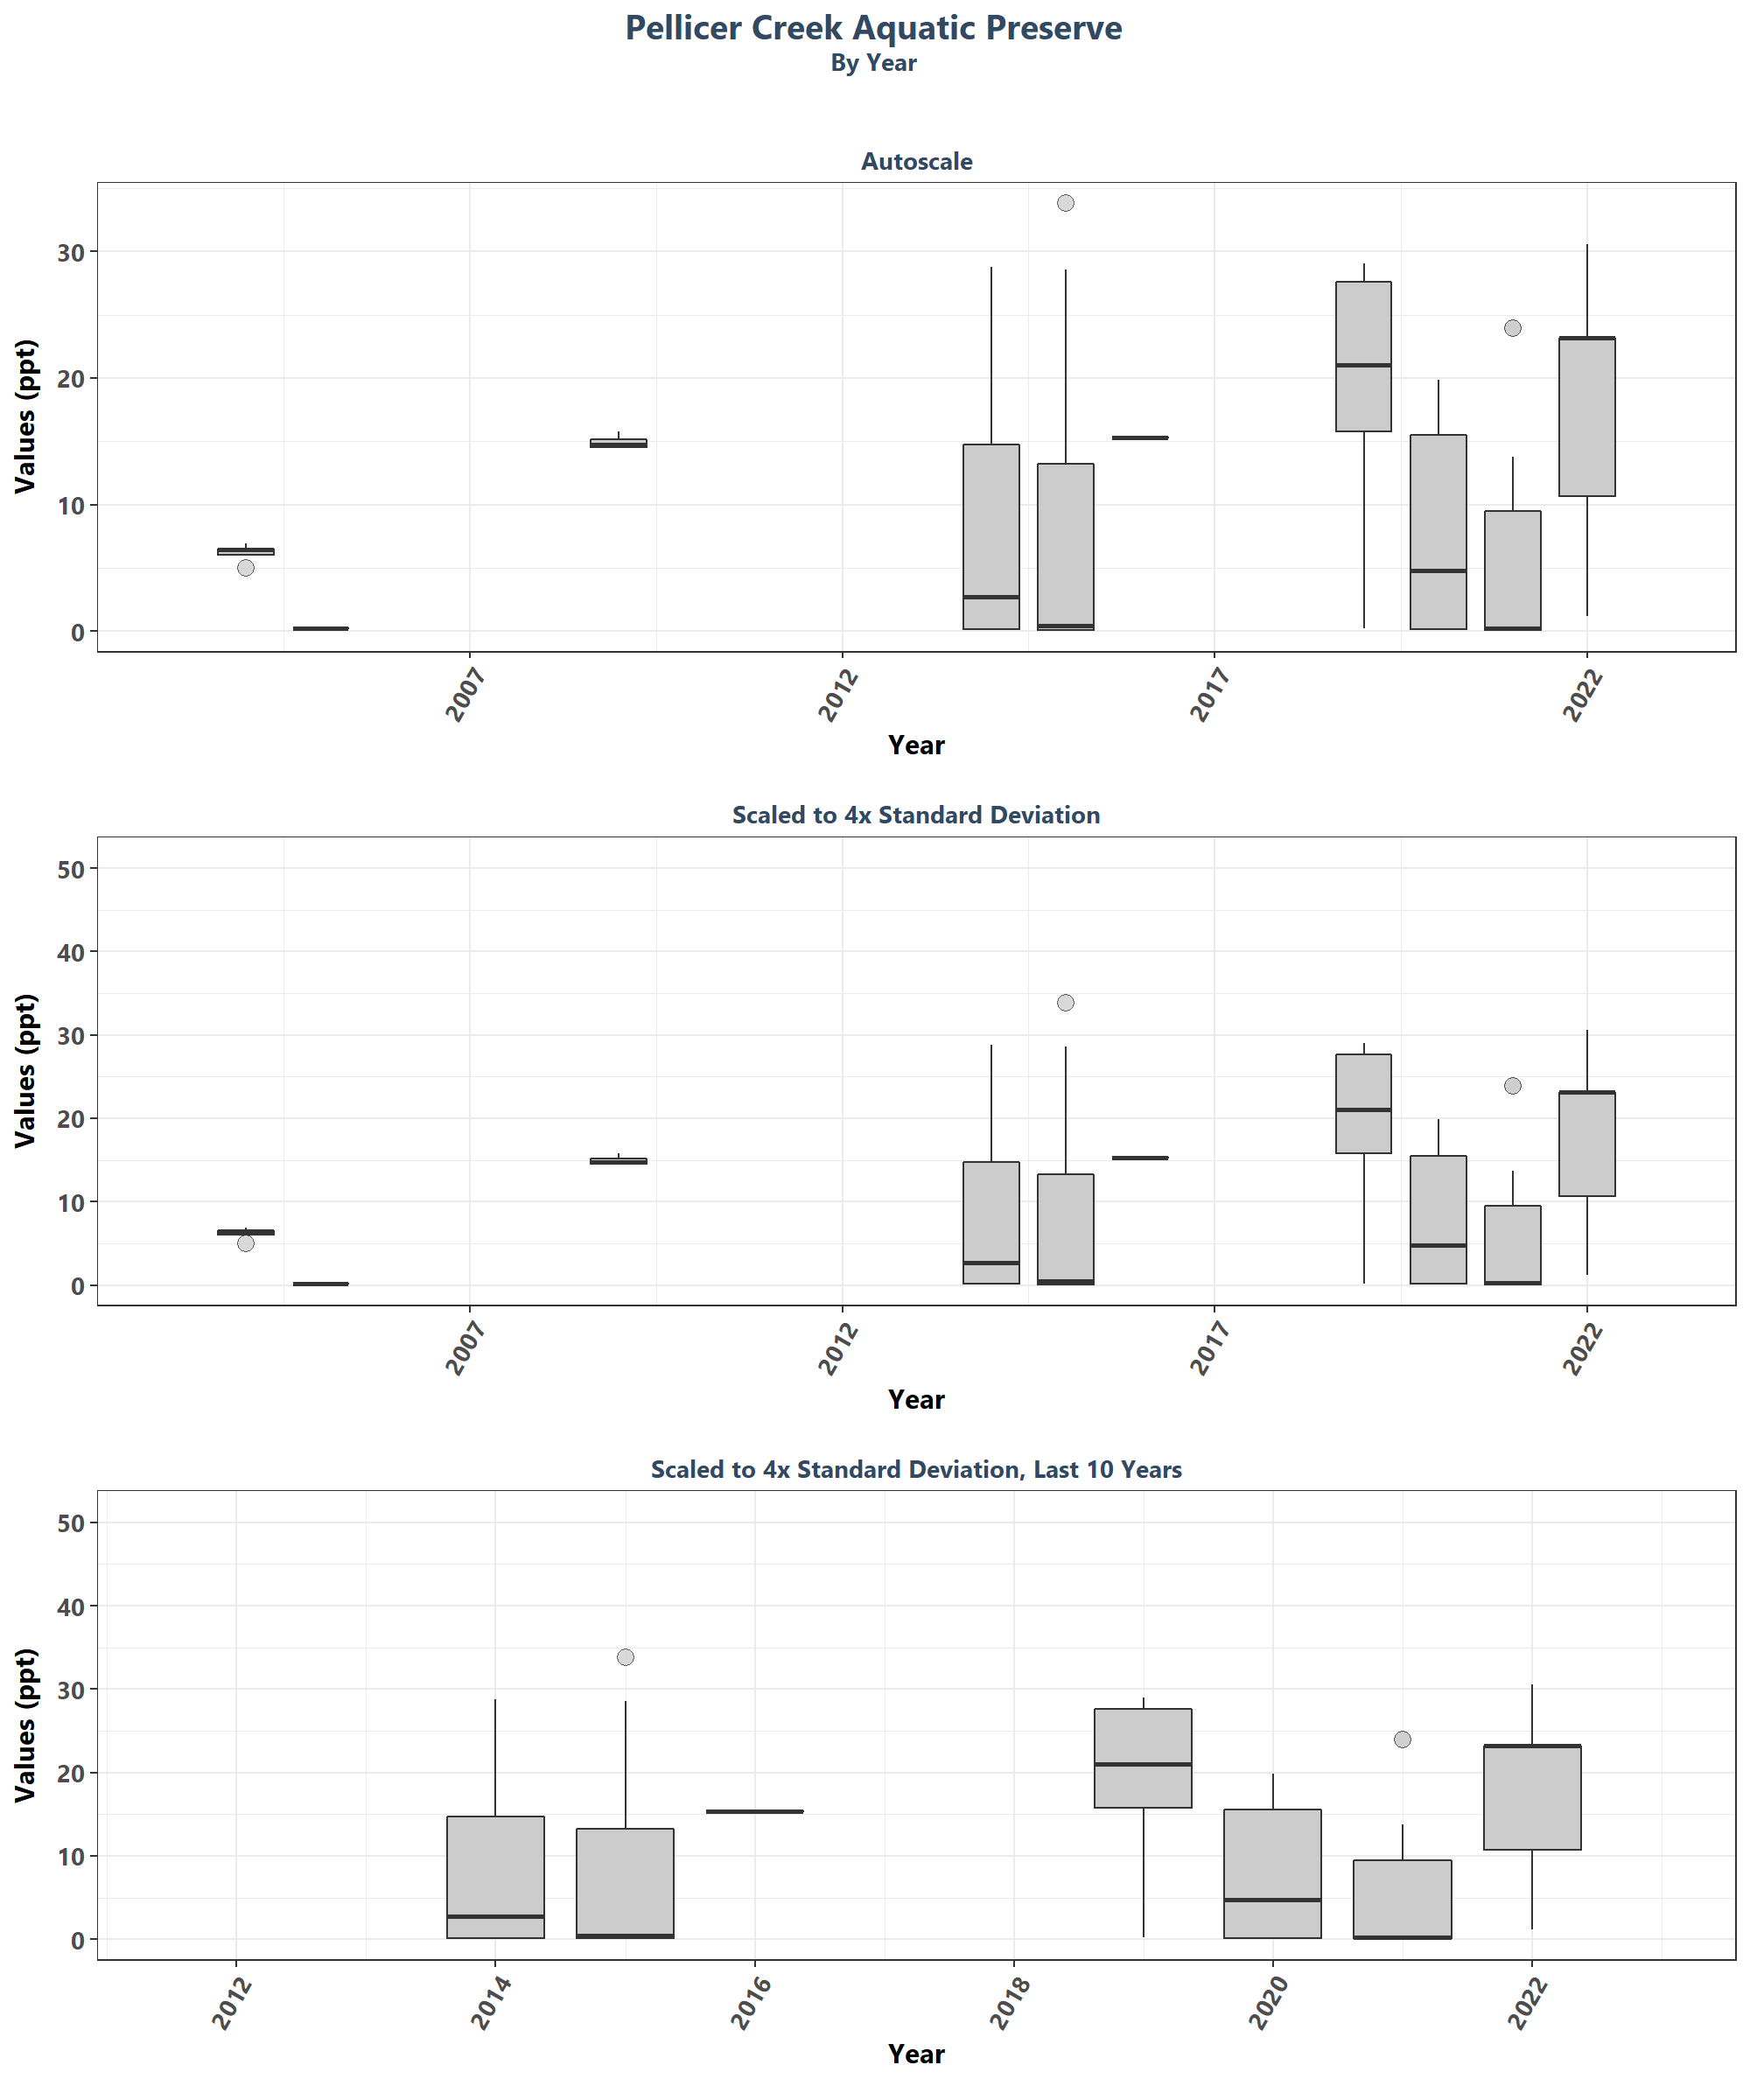 Pellicer Creek Aquatic Preserve
By Year
Autoscale
Values (ppt)
30
20
10
0
2007 2012 2017 2022
Year
Scaled to 4x Standard Deviation
Values (ppt)
50
40
30
20
10
0
2007 2012 2017 2022
Year
Scaled to 4x Standard Deviation, Last 10 Years
Values (ppt)
50
40
30
20
10
0
2012 2014 2016 2018 2020 2022
Year